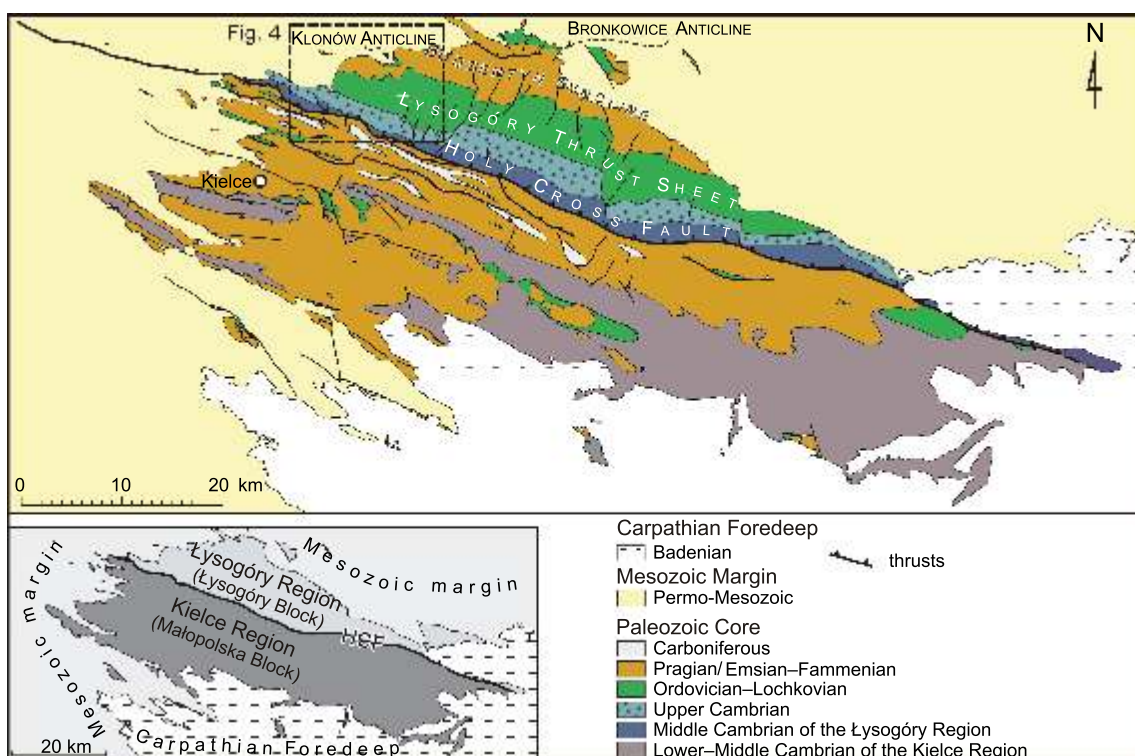 Fig. 4
KLONÓW ANTICLINE
BRONKOWICE ANTICLINE
N
SYNCLINE
ŁYSOGÓRY THRUST SHEET
HOLY CROSS FAULT
Kielce
0 10 20 km
Mesozoic margin
Łysogóry Region
(Łysogóry Block)
Kielce Region
(Małopolska Block)
HCF
Mesozoic margin
Carpathian Foredeep
20 km
Carpathian Foredeep
Badenian
thrusts
Mesozoic Margin
Permo-Mesozoic
Paleozoic Core
Carboniferous
Pragian/Emsian–Fammenian
Ordovician–Lochkovian
Upper Cambrian
Middle Cambrian of the Łysogóry Region
Lower–Middle Cambrian of the Kielce Region